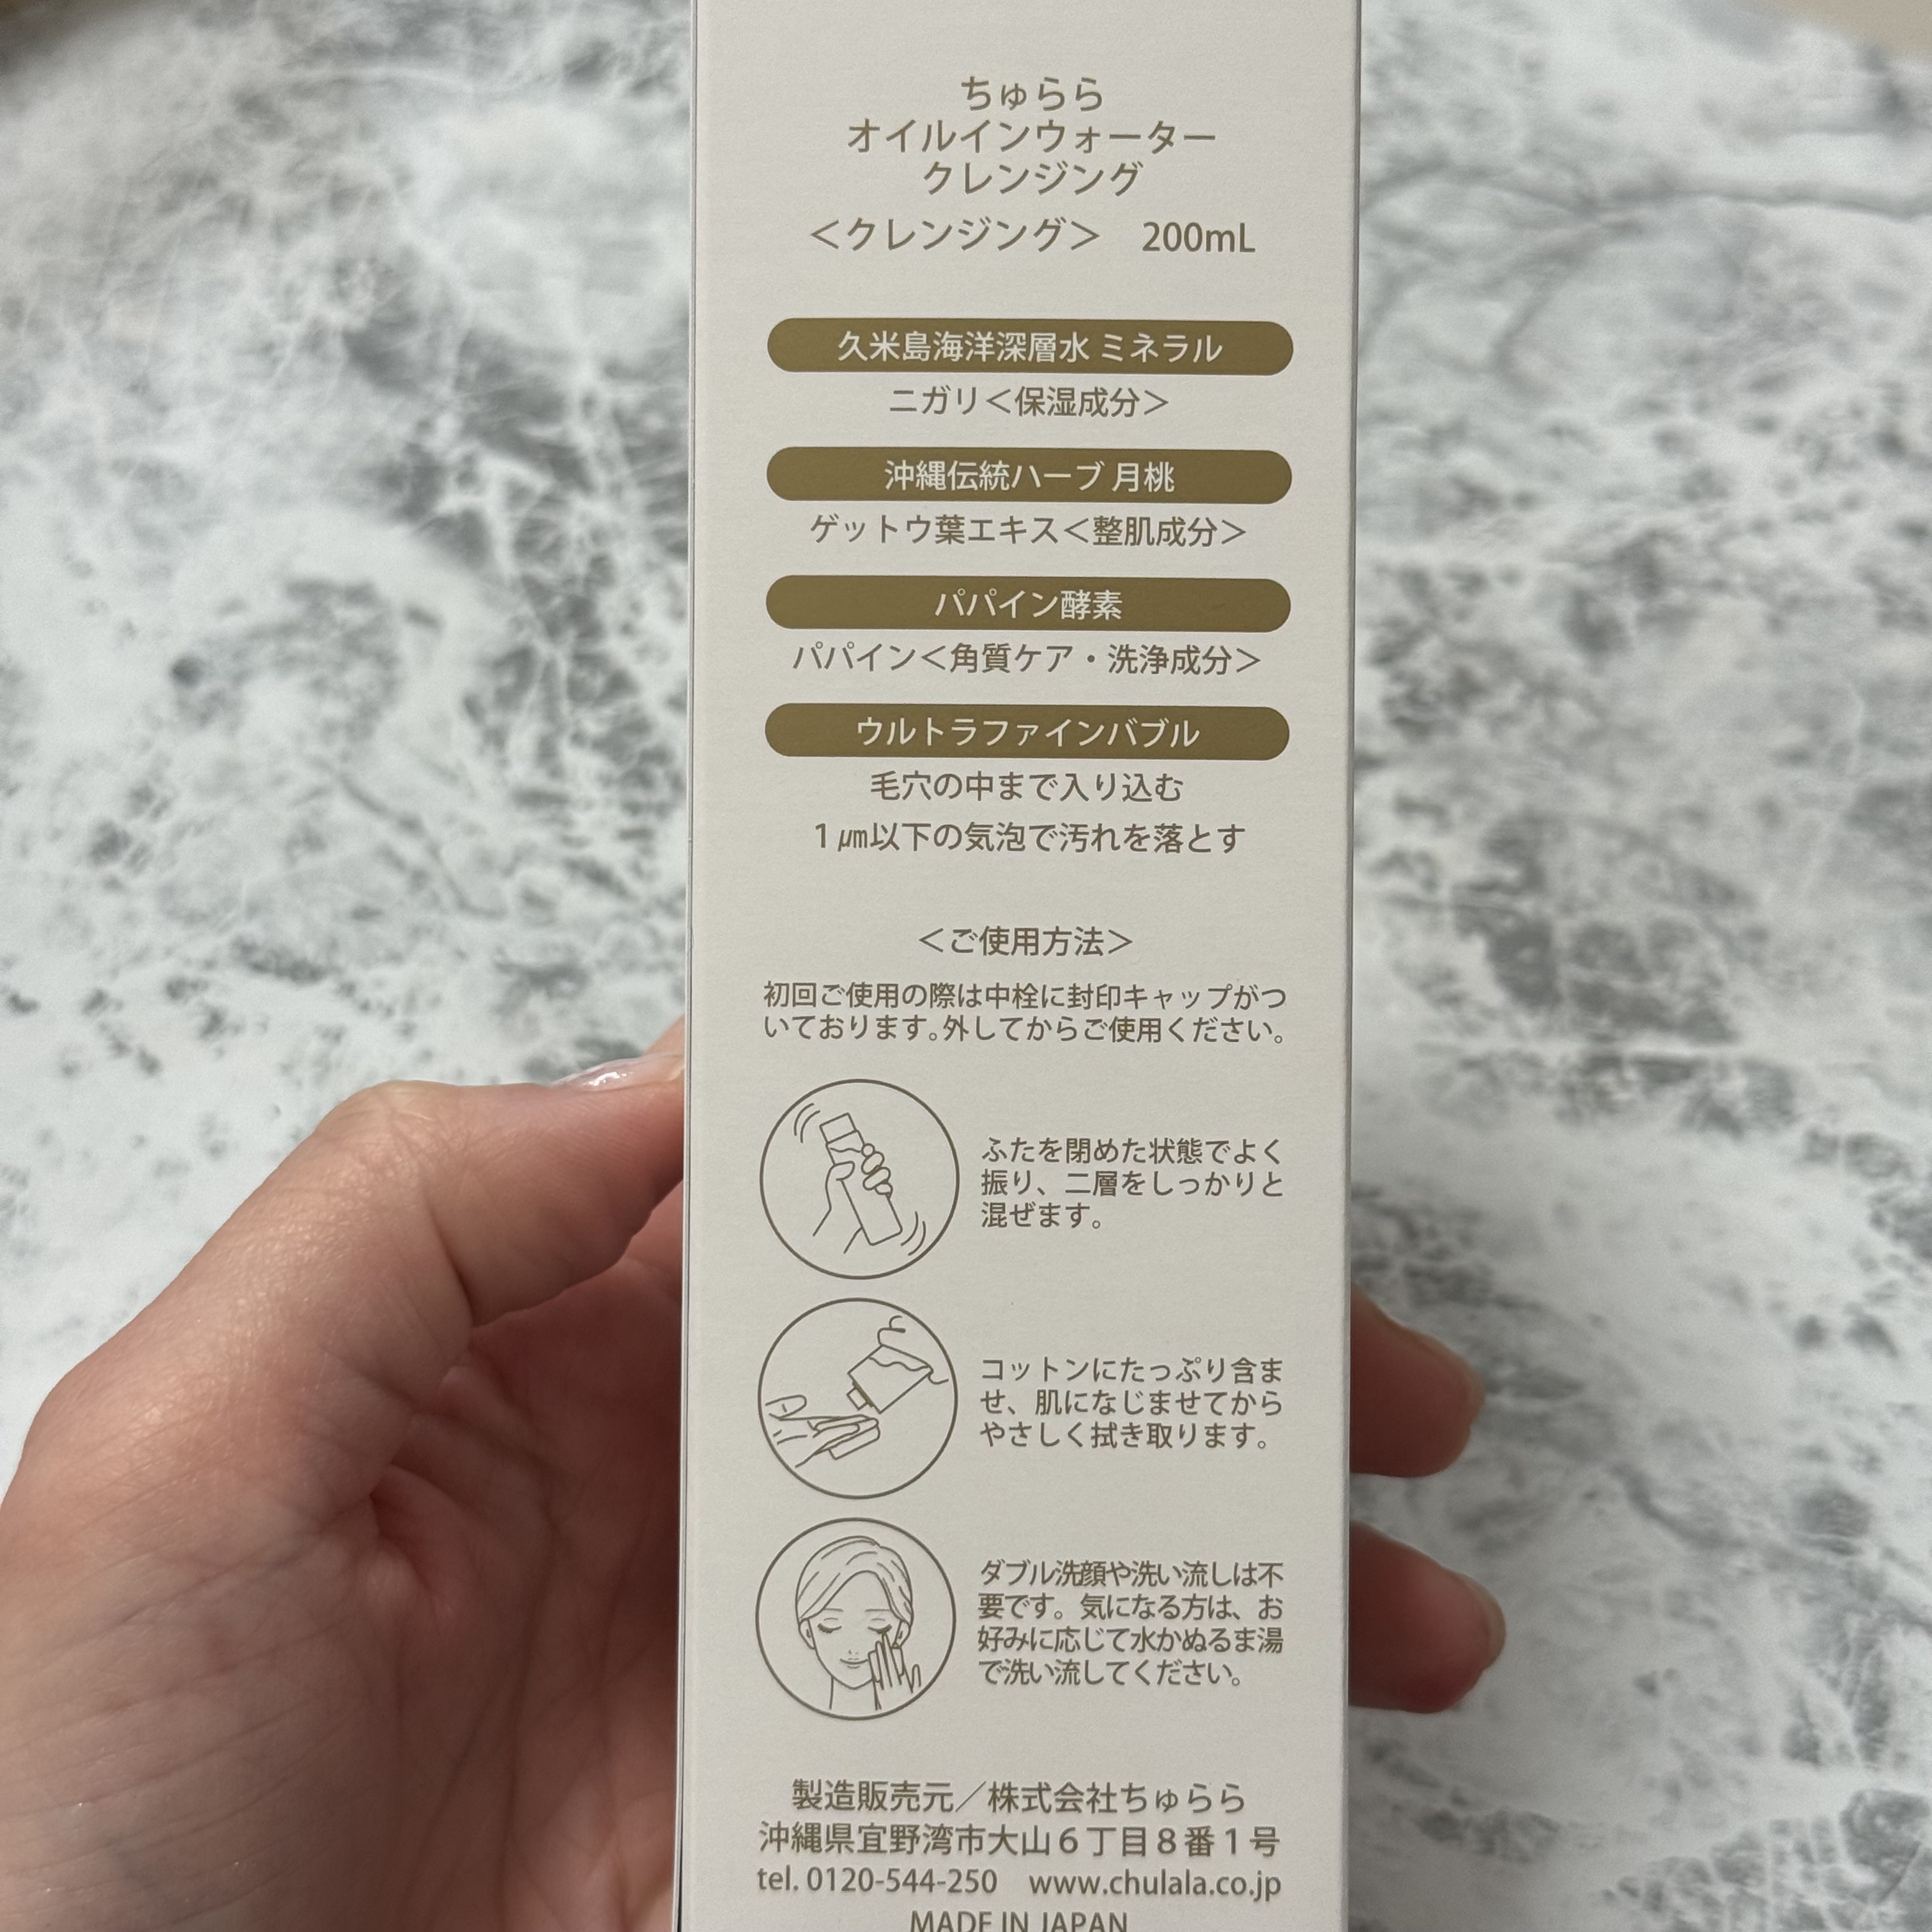 ちゅらら
オイルインウォーター
クレンジング
＜クレンジング＞　200mL
久米島海洋深層水 ミネラル
ニガリ＜保湿成分＞
沖縄伝統ハーブ 月桃
ゲットウ葉エキス＜整肌成分＞
パパイン酵素
パパイン＜角質ケア・洗浄成分＞
ウルトラファインバブル
毛穴の中まで入り込む
1㎛以下の気泡で汚れを落とす
＜ご使用方法＞
初回ご使用の際は中栓に封印キャップがつ
いております。外してからご使用ください。
ふたを閉めた状態でよく
振り、二層をしっかりと
混ぜます。
コットンにたっぷり含ま
せ、肌になじませてから
やさしく拭き取ります。
ダブル洗顔や洗い流しは不
要です。気になる方は、お
好みに応じて水かぬるま湯
で洗い流してください。
製造販売元／株式会社ちゅらら
沖縄県宜野湾市大山６丁目８番１号
tel. 0120-544-250　www.chulala.co.jp
MADE IN JAPAN